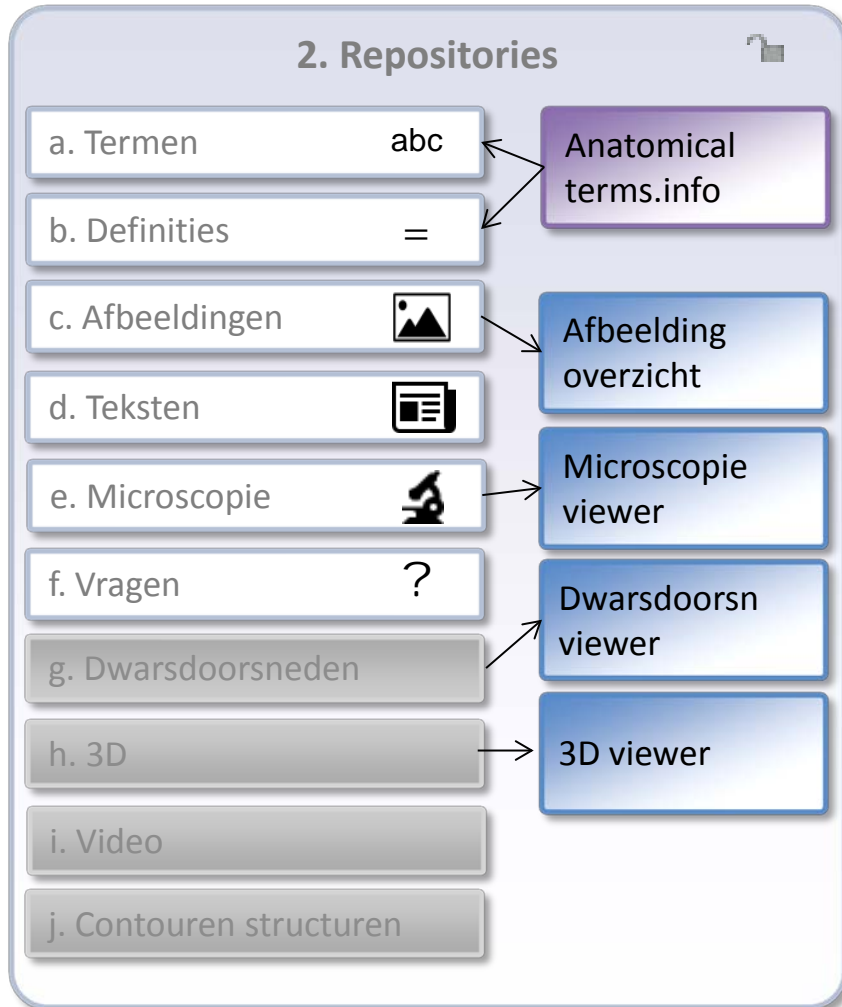 2. Repositories
a. Termen abc
b. Definities =
c. Afbeeldingen
d. Teksten
e. Microscopie
f. Vragen ?
g. Dwarsdoorsneden
h. 3D
i. Video
j. Contouren structuren
Anatomical
terms.info
Afbeelding
overzicht
Microscopie
viewer
Dwarsdoorsn
viewer
3D viewer